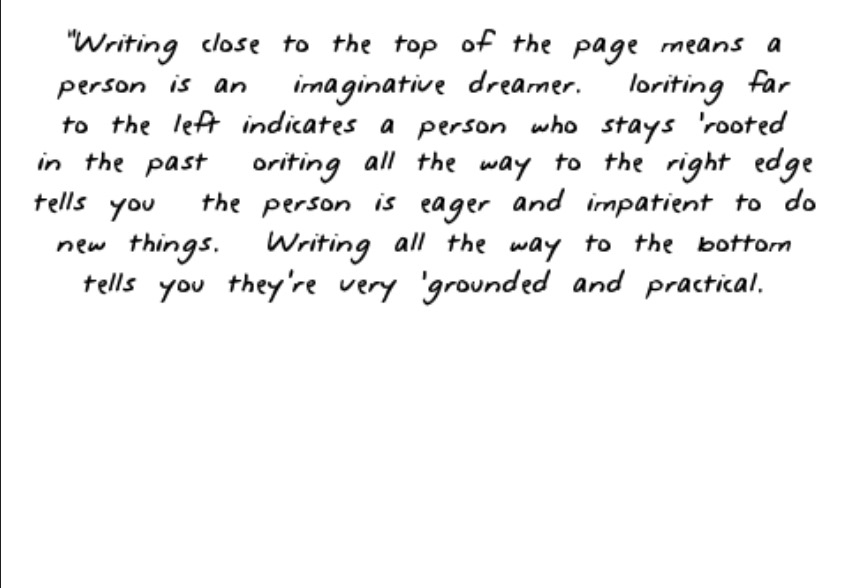 "Writing close to the top of the page means a
person is an imaginative dreamer. loriting far
to the left indicates a person who stays 'rooted
in the past oriting all the way to the right edge
tells you the person is eager and impatient to do
new things. Writing all the way to the bottom
tells you they're very 'grounded and practical.